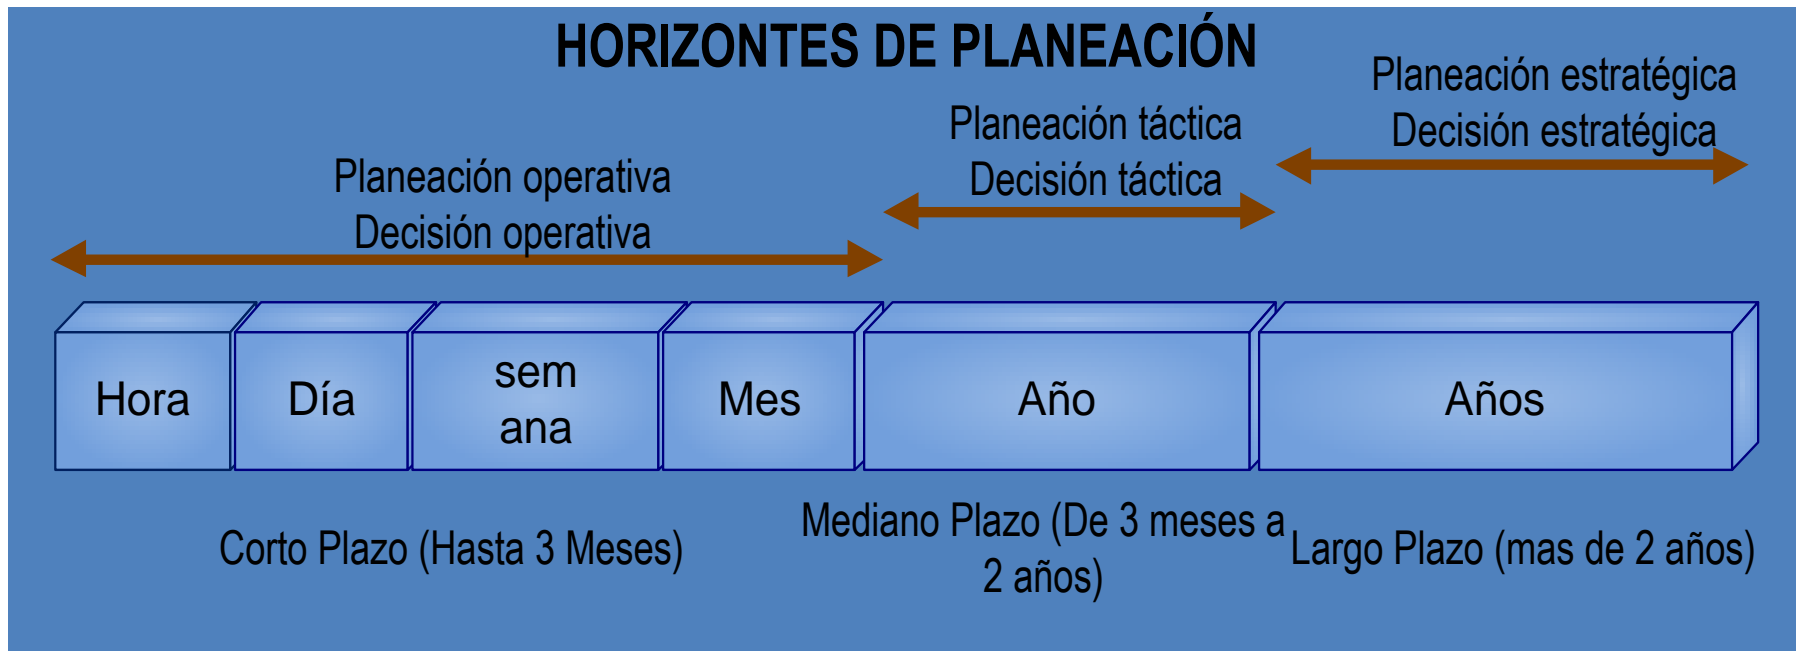 HORIZONTES DE PLANEACIÓN
Planeación estratégica
Decisión estratégica
Planeación táctica
Decisión táctica
Planeación operativa
Decisión operativa
Hora
Día
sem
ana
Mes
Año
Años
Corto Plazo (Hasta 3 Meses)
Mediano Plazo (De 3 meses a
2 años)
Largo Plazo (mas de 2 años)